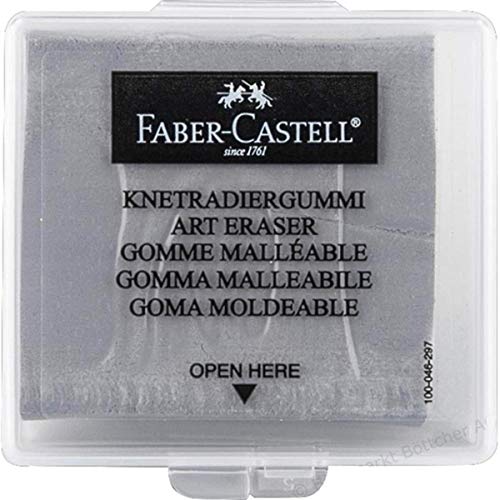 FABER-CASTELL®
since 1761
KNETRADIERGUMMI
ART ERASER
GOMME MALLÉABLE
GOMMA MALLEABILE
GOMA MOLDEABLE
OPEN HERE
100-046-297